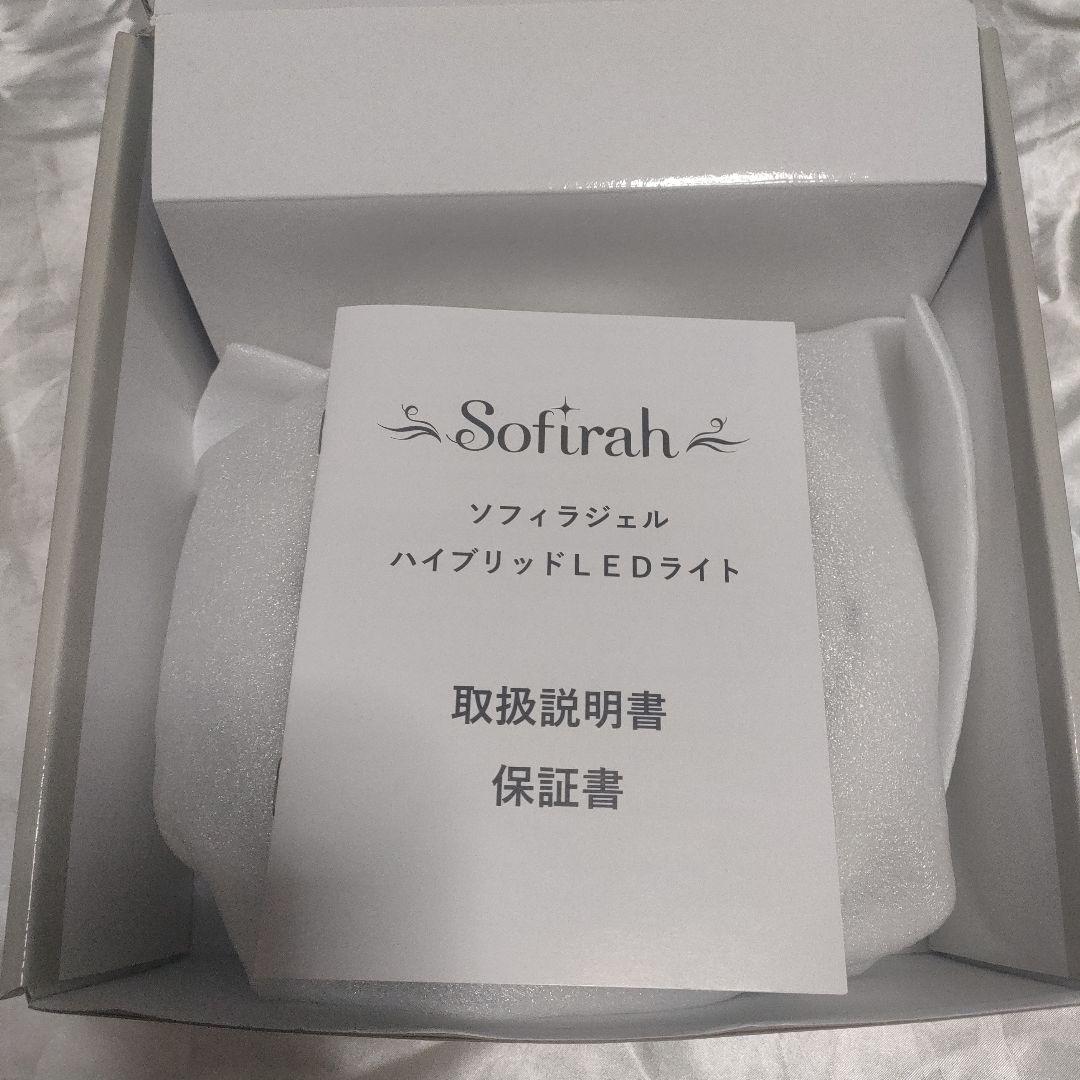 Sofirah
ソフィラジェル
ハイブリッドＬＥＤライト
取扱説明書
保証書